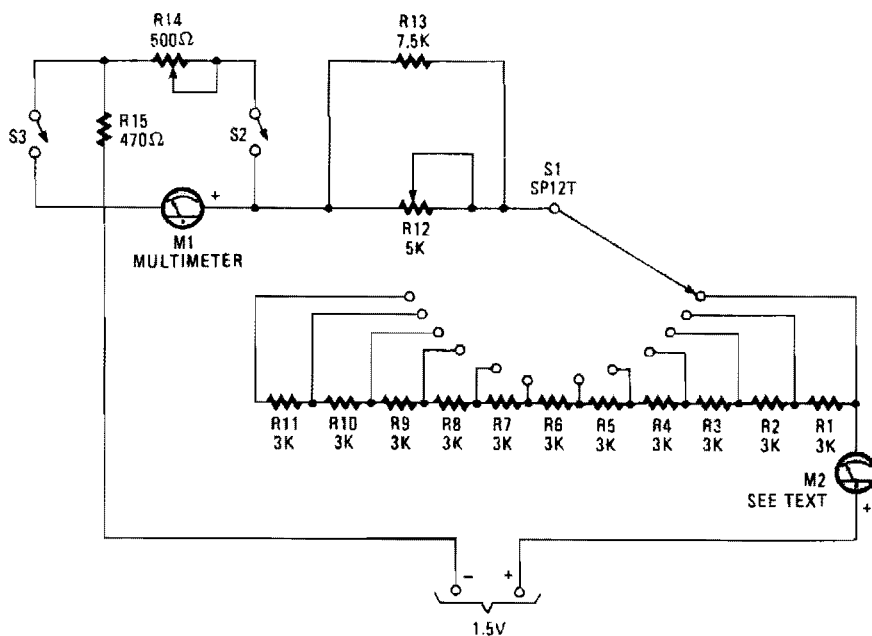 R14
500Ω
R13
7.5K
S3
R15
470Ω
S2
+
M1
MULTIMETER
R12
5K
S1
SP12T
R11
3K
R10
3K
R9
3K
R8
3K
R7
3K
R6
3K
R5
3K
R4
3K
R3
3K
R2
3K
R1
3K
M2
SEE TEXT
+
- +
1.5V